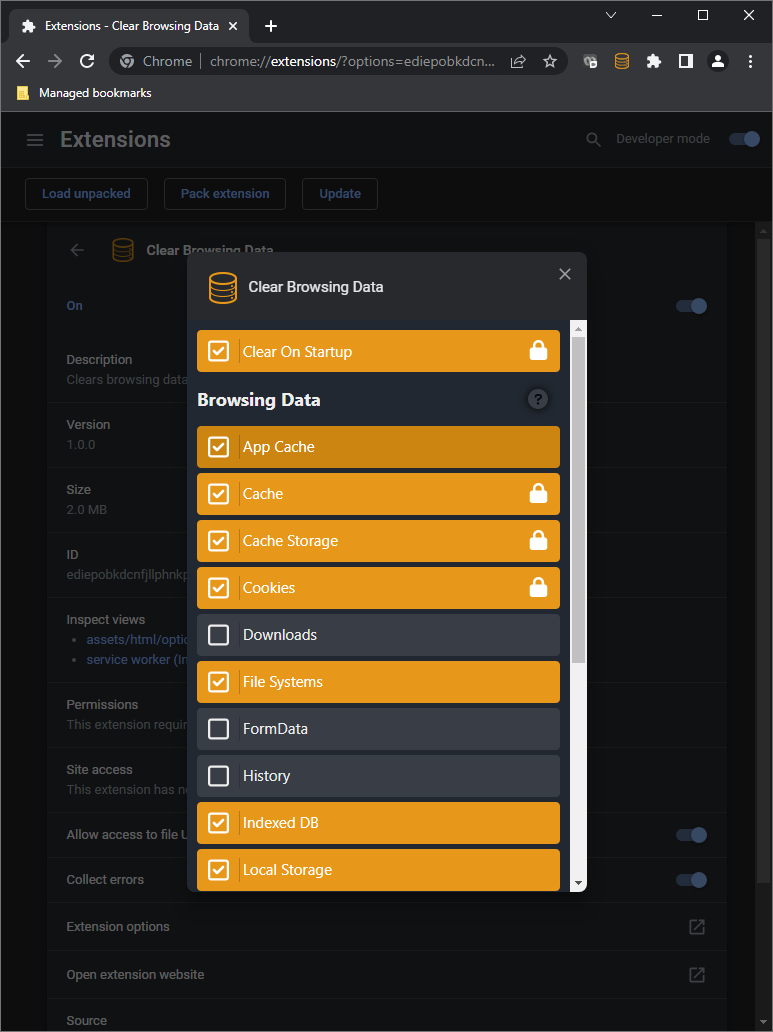 Extensions - Clear Browsing Data
Chrome
chrome://extensions/?options=ediepobkdcn...
Managed bookmarks
Extensions
Developer mode
Load unpacked
Pack extension
Update
Clear Browsing Data
On
Description
Clears browsing data
Version
1.0.0
Size
2.0 MB
ID
ediepobkdcnfjllphnkp
Inspect views
assets/html/optio
service worker (In
Permissions
This extension requir
Site access
This extension has no
Allow access to file U
Collect errors
Extension options
Open extension website
Source
Clear Browsing Data
Clear On Startup
Browsing Data
?
App Cache
Cache
Cache Storage
Cookies
Downloads
File Systems
FormData
History
Indexed DB
Local Storage